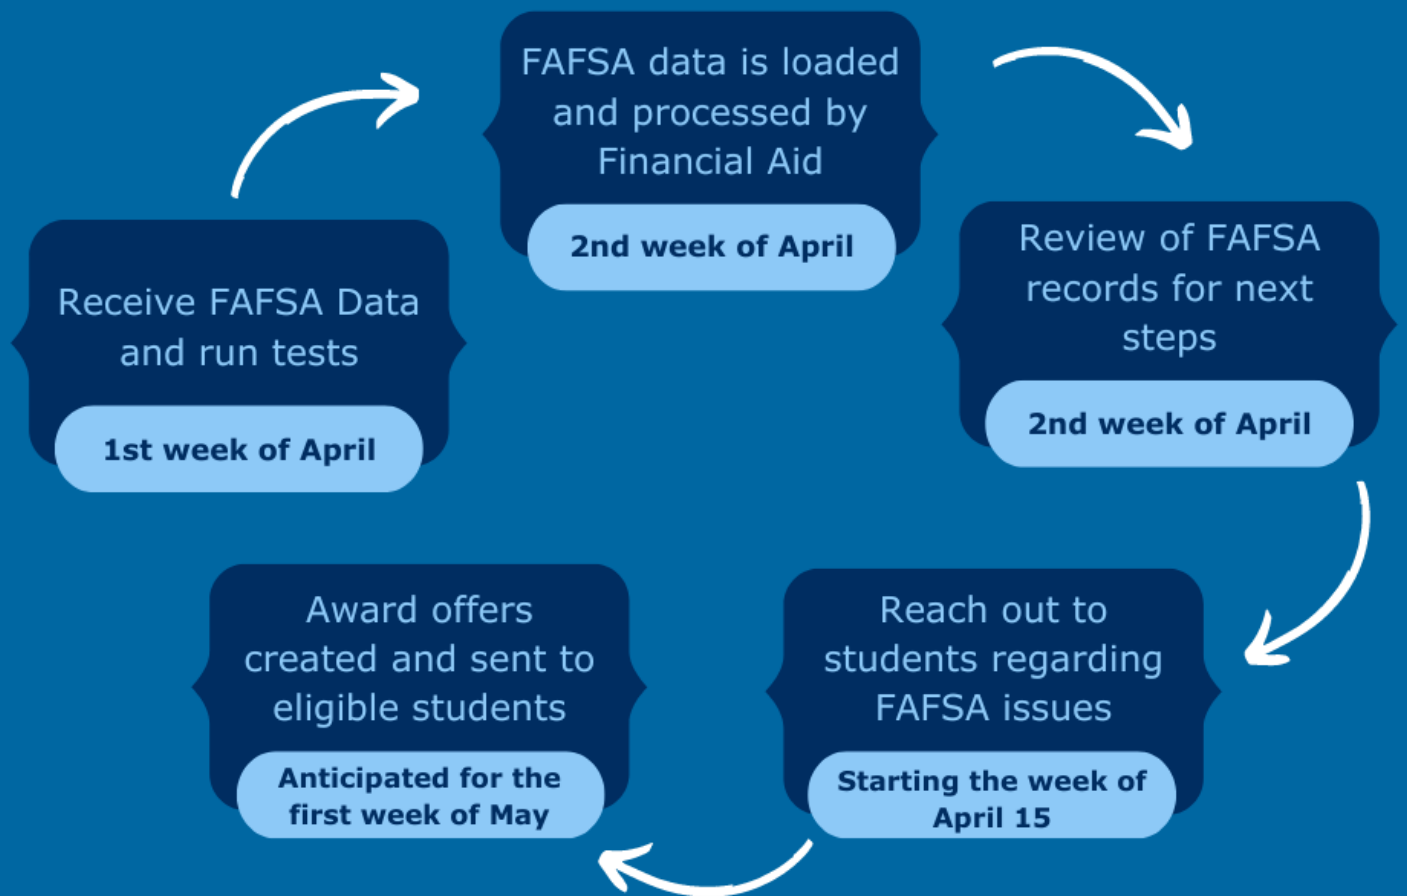 Receive FAFSA Data
and run tests
1st week of April
FAFSA data is loaded
and processed by
Financial Aid
2nd week of April
Review of FAFSA
records for next
steps
2nd week of April
Reach out to
students regarding
FAFSA issues
Starting the week of
April 15
Award offers
created and sent to
eligible students
Anticipated for the
first week of May